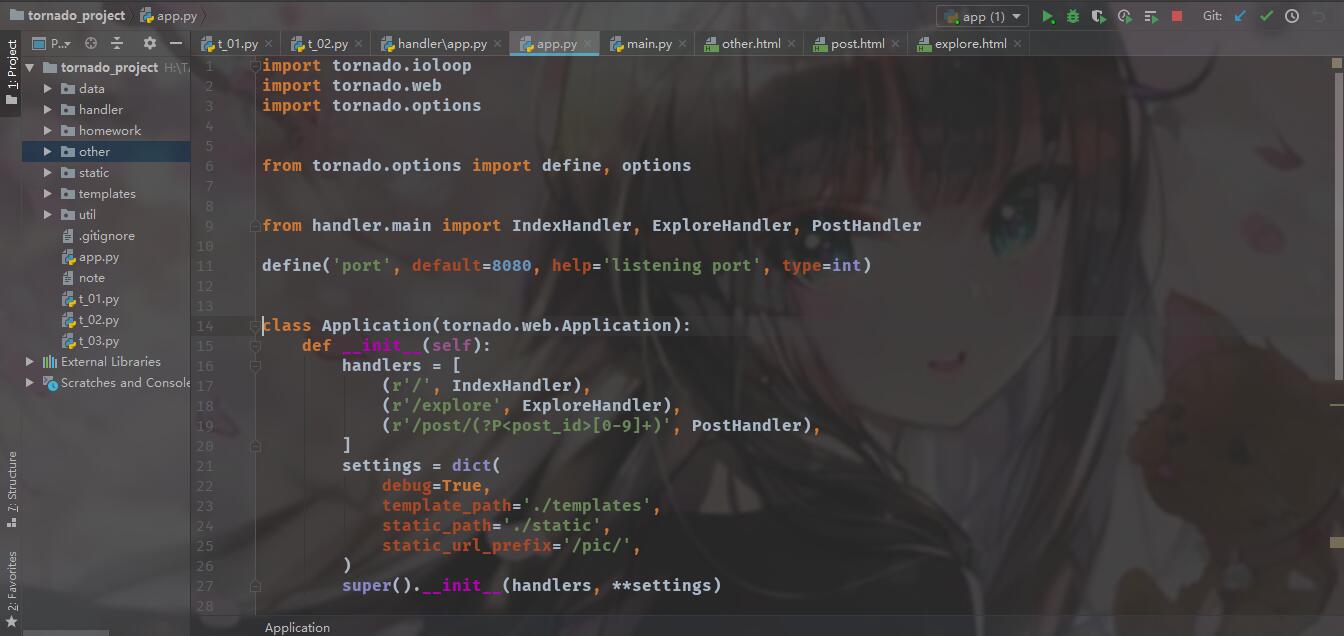 tornado_project app.py
app (1) Git:
1: Project
P...
t_01.py t_02.py handler\app.py app.py main.py other.html post.html explore.html
tornado_project
data
handler
homework
other
static
templates
util
.gitignore
app.py
note
t_01.py
t_02.py
t_03.py
External Libraries
Scratches and Console
7: Structure
2: Favorites
1 import tornado.ioloop
2 import tornado.web
3 import tornado.options
4
5
6 from tornado.options import define, options
7
8
9 from handler.main import IndexHandler, ExploreHandler, PostHandler
10
11 define('port', default=8080, help='listening port', type=int)
12
13
14 class Application(tornado.web.Application):
15     def __init__(self):
16         handlers = [
17             (r'/', IndexHandler),
18             (r'/explore', ExploreHandler),
19             (r'/post/(?P<post_id>[0-9]+)', PostHandler),
20         ]
21         settings = dict(
22             debug=True,
23             template_path='./templates',
24             static_path='./static',
25             static_url_prefix='/pic/',
26         )
27         super().__init__(handlers, **settings)
28
Application